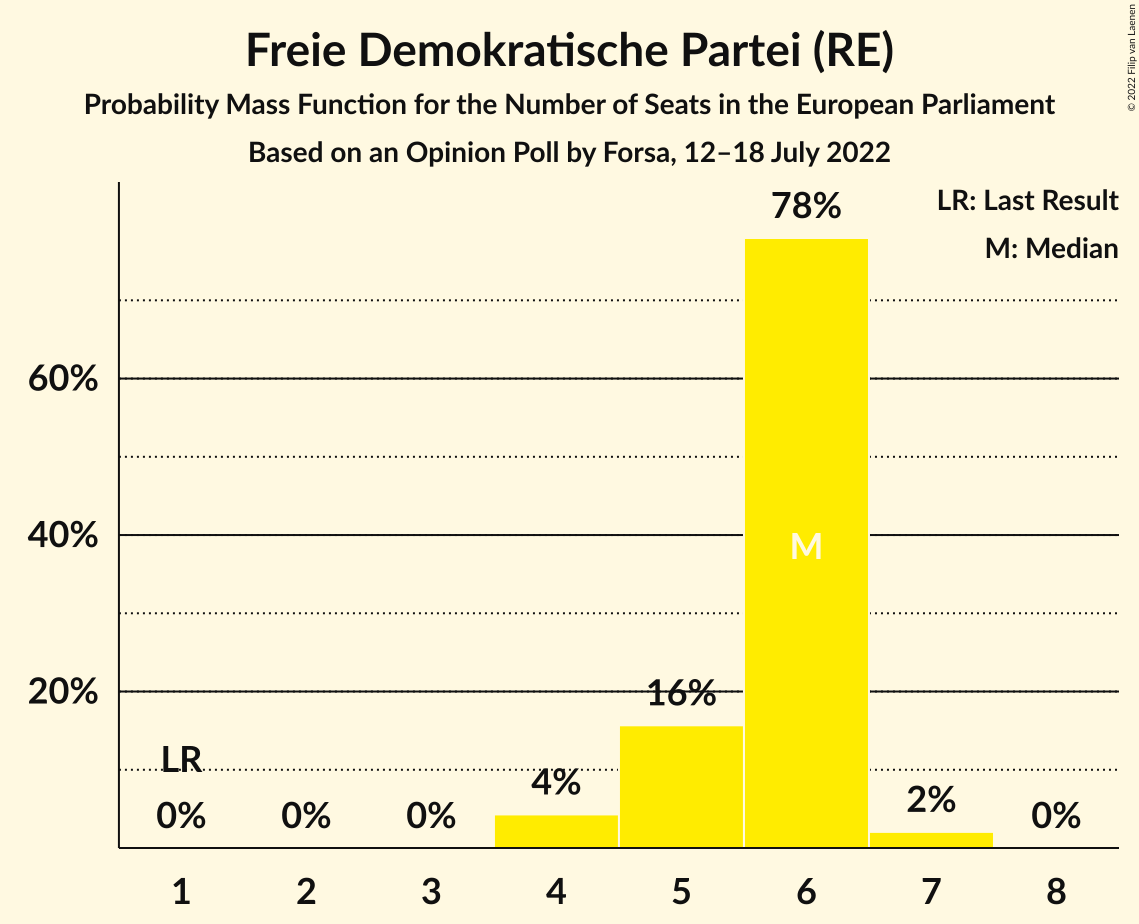 Freie Demokratische Partei (RE)
Probability Mass Function for the Number of Seats in the European Parliament
Based on an Opinion Poll by Forsa, 12–18 July 2022
© 2022 Filip van Laenen
LR: Last Result
M: Median
78%
60%
40%
20%
M
16%
LR
4%
2%
0%
0%
0%
0%
1 2 3 4 5 6 7 8